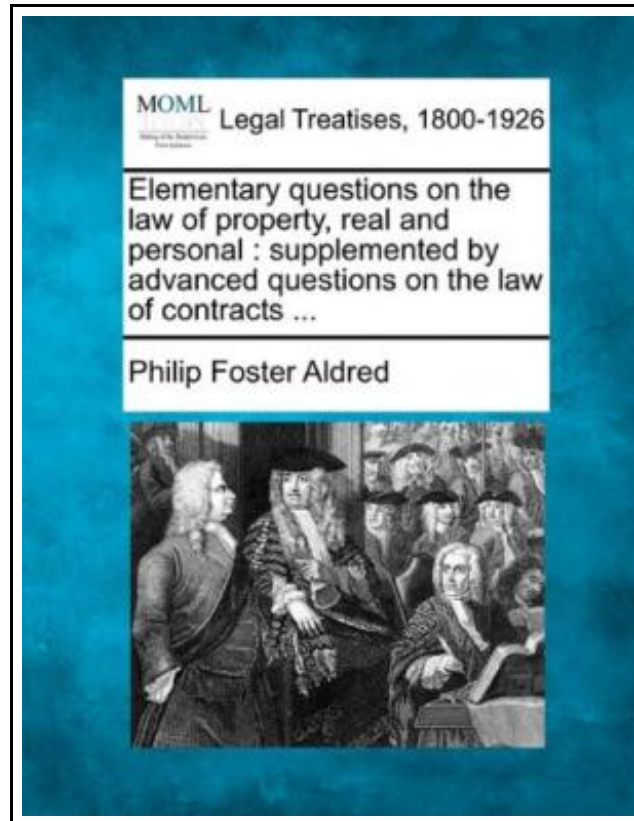 MOML
Legal Treatises, 1800-1926
Elementary questions on the
law of property, real and
personal : supplemented by
advanced questions on the law
of contracts ...
Philip Foster Aldred